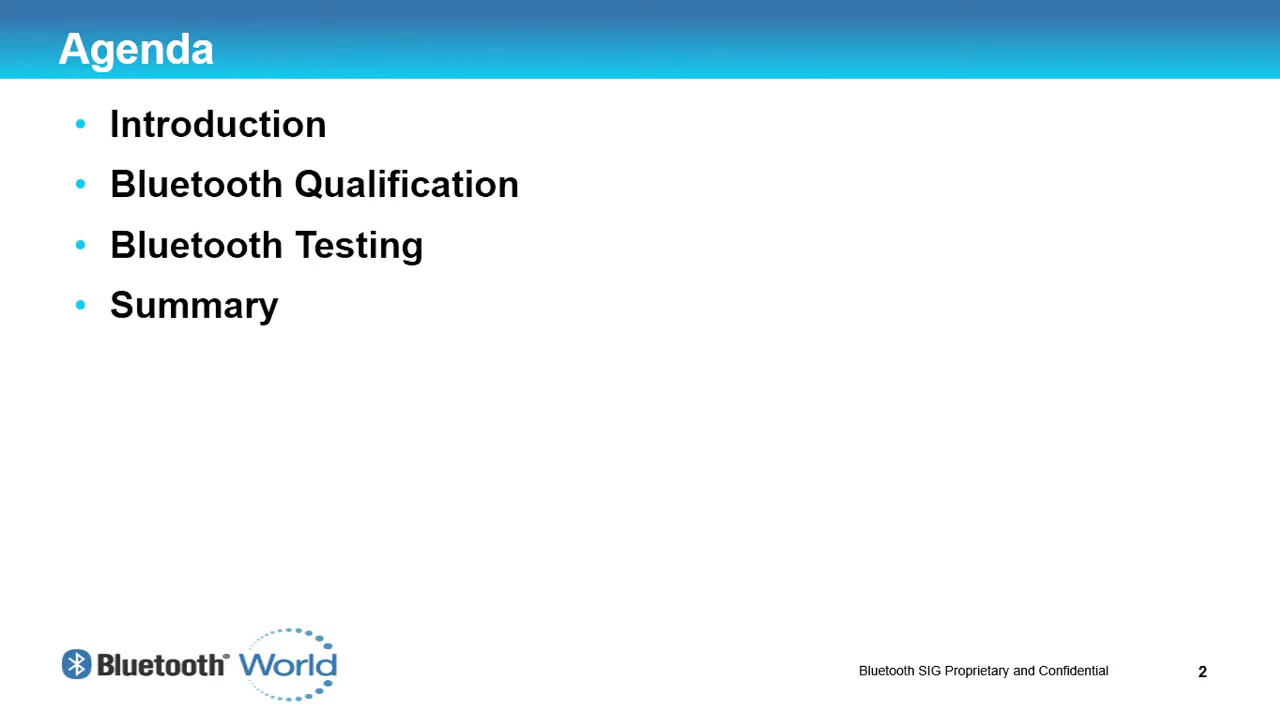 Agenda
• Introduction
• Bluetooth Qualification
• Bluetooth Testing
• Summary
Bluetooth® World
Bluetooth SIG Proprietary and Confidential
2